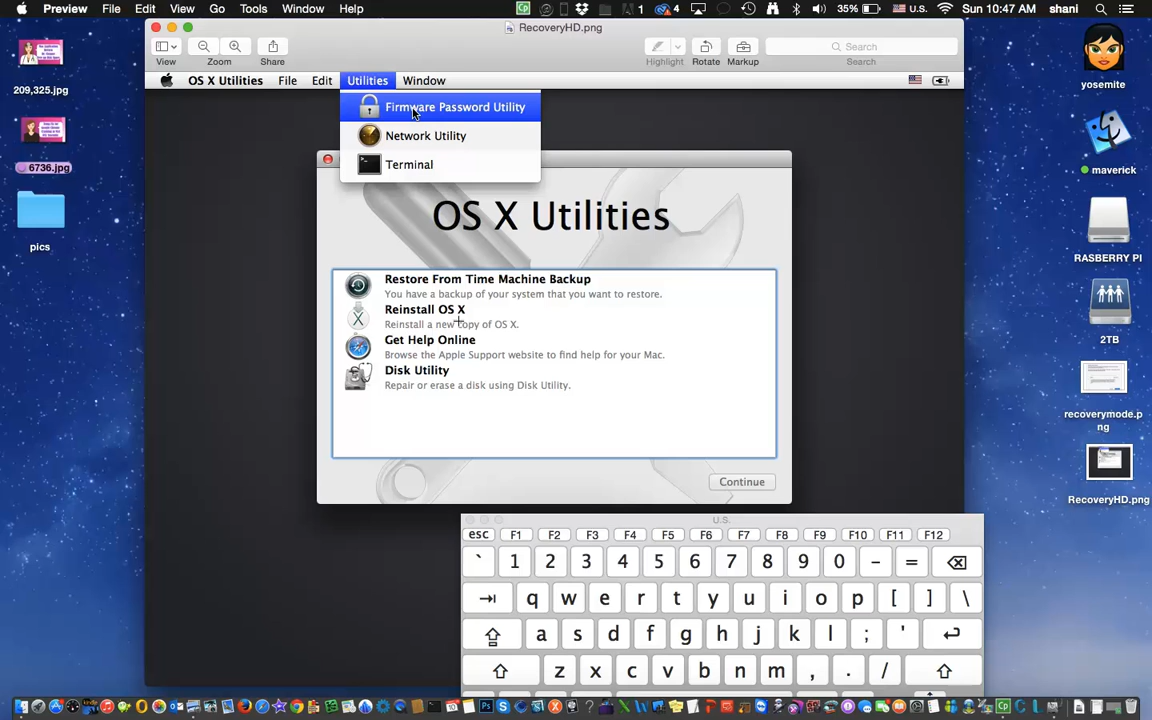 Preview File Edit View Go Tools Window Help
1 4 35% U.S. Sun 10:47 AM shani
RecoveryHD.png
View Zoom Share Highlight Rotate Markup Search
Search
OS X Utilities File Edit Utilities Window
Firmware Password Utility
Network Utility
Terminal
OS X Utilities
Restore From Time Machine Backup
You have a backup of your system that you want to restore.
Reinstall OS X
Reinstall a new copy of OS X.
Get Help Online
Browse the Apple Support website to find help for your Mac.
Disk Utility
Repair or erase a disk using Disk Utility.
Continue
209,325.jpg
6736.jpg
pics
yosemite
maverick
RASBERRY PI
2TB
recoverymode.p
ng
RecoveryHD.png
U.S.
esc F1 F2 F3 F4 F5 F6 F7 F8 F9 F10 F11 F12
` 1 2 3 4 5 6 7 8 9 0 - =
q w e r t y u i o p [ ] \
a s d f g h j k l ; '
z x c v b n m , . /